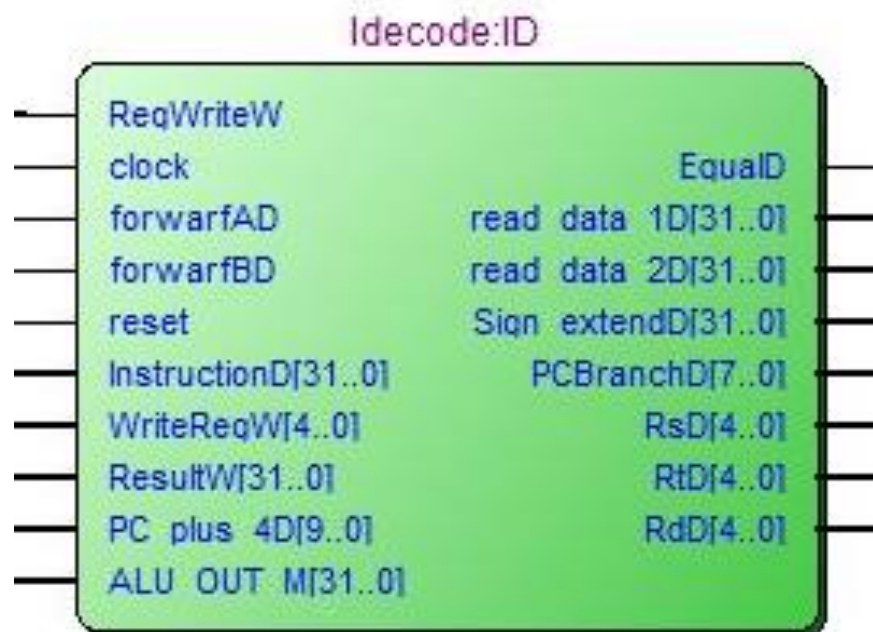 Idecode:ID
RegWriteW
clock
EqualD
forwarfAD
read data 1D[31..0]
forwarfBD
read data 2D[31..0]
reset
Sign extendD[31..0]
InstructionD[31..0]
PCBranchD[7..0]
WriteRegW[4..0]
RsD[4..0]
ResultW[31..0]
RtD[4..0]
PC plus 4D[9..0]
RdD[4..0]
ALU OUT M[31..0]